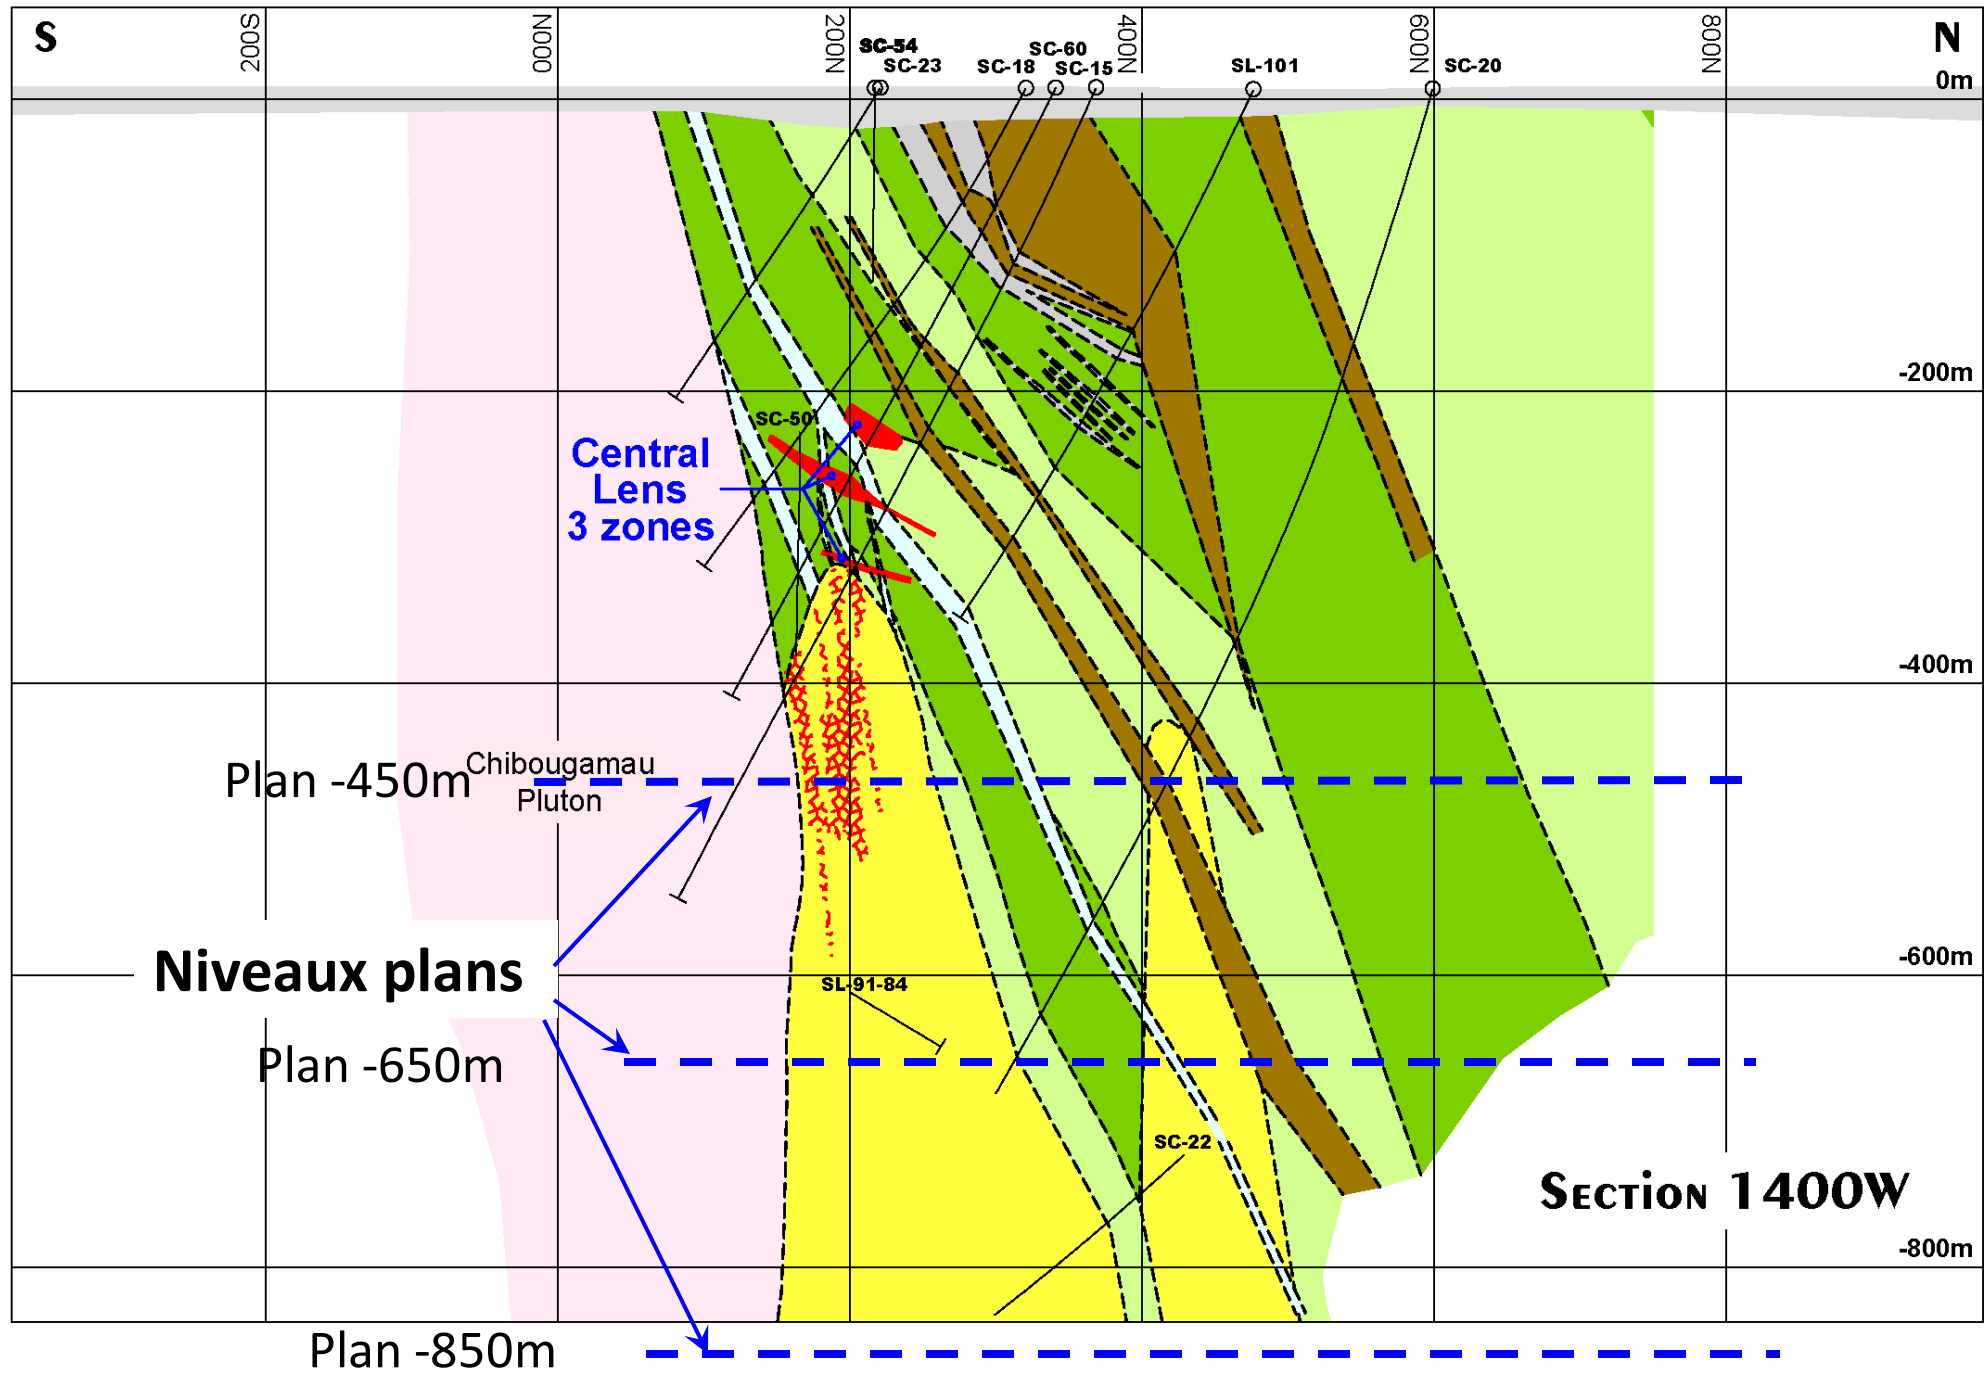 S
200S
N000
200N
400N
600N
800N
N
SC-54
SC-23
SC-18
SC-60
SC-15
SL-101
SC-20
0m
-200m
SC-50
Central
Lens
3 zones
-400m
Plan -450m
Chibougamau
Pluton
Niveaux plans
-600m
SL-91-84
Plan -650m
SC-22
Section 1400W
-800m
Plan -850m